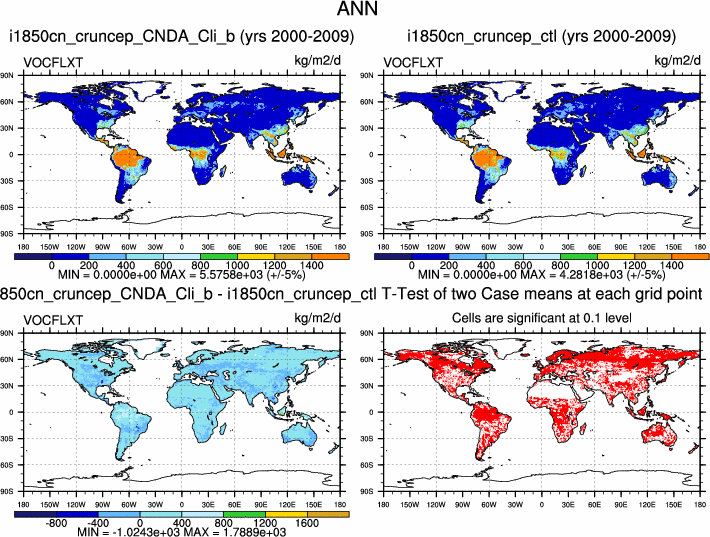 ANN
i1850cn_cruncep_CNDA_Cli_b (yrs 2000-2009)
i1850cn_cruncep_ctl (yrs 2000-2009)
VOCFLXT kg/m2/d
VOCFLXT kg/m2/d
90N
60N
30N
0
30S
60S
90S
180 150W 120W 90W 60W 30W 0 30E 60E 90E 120E 150E 180
90N
60N
30N
0
30S
60S
90S
180 150W 120W 90W 60W 30W 0 30E 60E 90E 120E 150E 180
0 200 400 600 800 1000 1200 1400
MIN = 0.0000e+00 MAX = 5.5758e+03 (+/-5%)
0 200 400 600 800 1000 1200 1400
MIN = 0.0000e+00 MAX = 4.2818e+03 (+/-5%)
850cn_cruncep_CNDA_Cli_b - i1850cn_cruncep_ctl
T-Test of two Case means at each grid point
VOCFLXT kg/m2/d
Cells are significant at 0.1 level
90N
60N
30N
0
30S
60S
90S
180 150W 120W 90W 60W 30W 0 30E 60E 90E 120E 150E 180
90N
60N
30N
0
30S
60S
90S
180 150W 120W 90W 60W 30W 0 30E 60E 90E 120E 150E 180
-800 -400 0 400 800 1200 1600
MIN = -1.0243e+03 MAX = 1.7889e+03